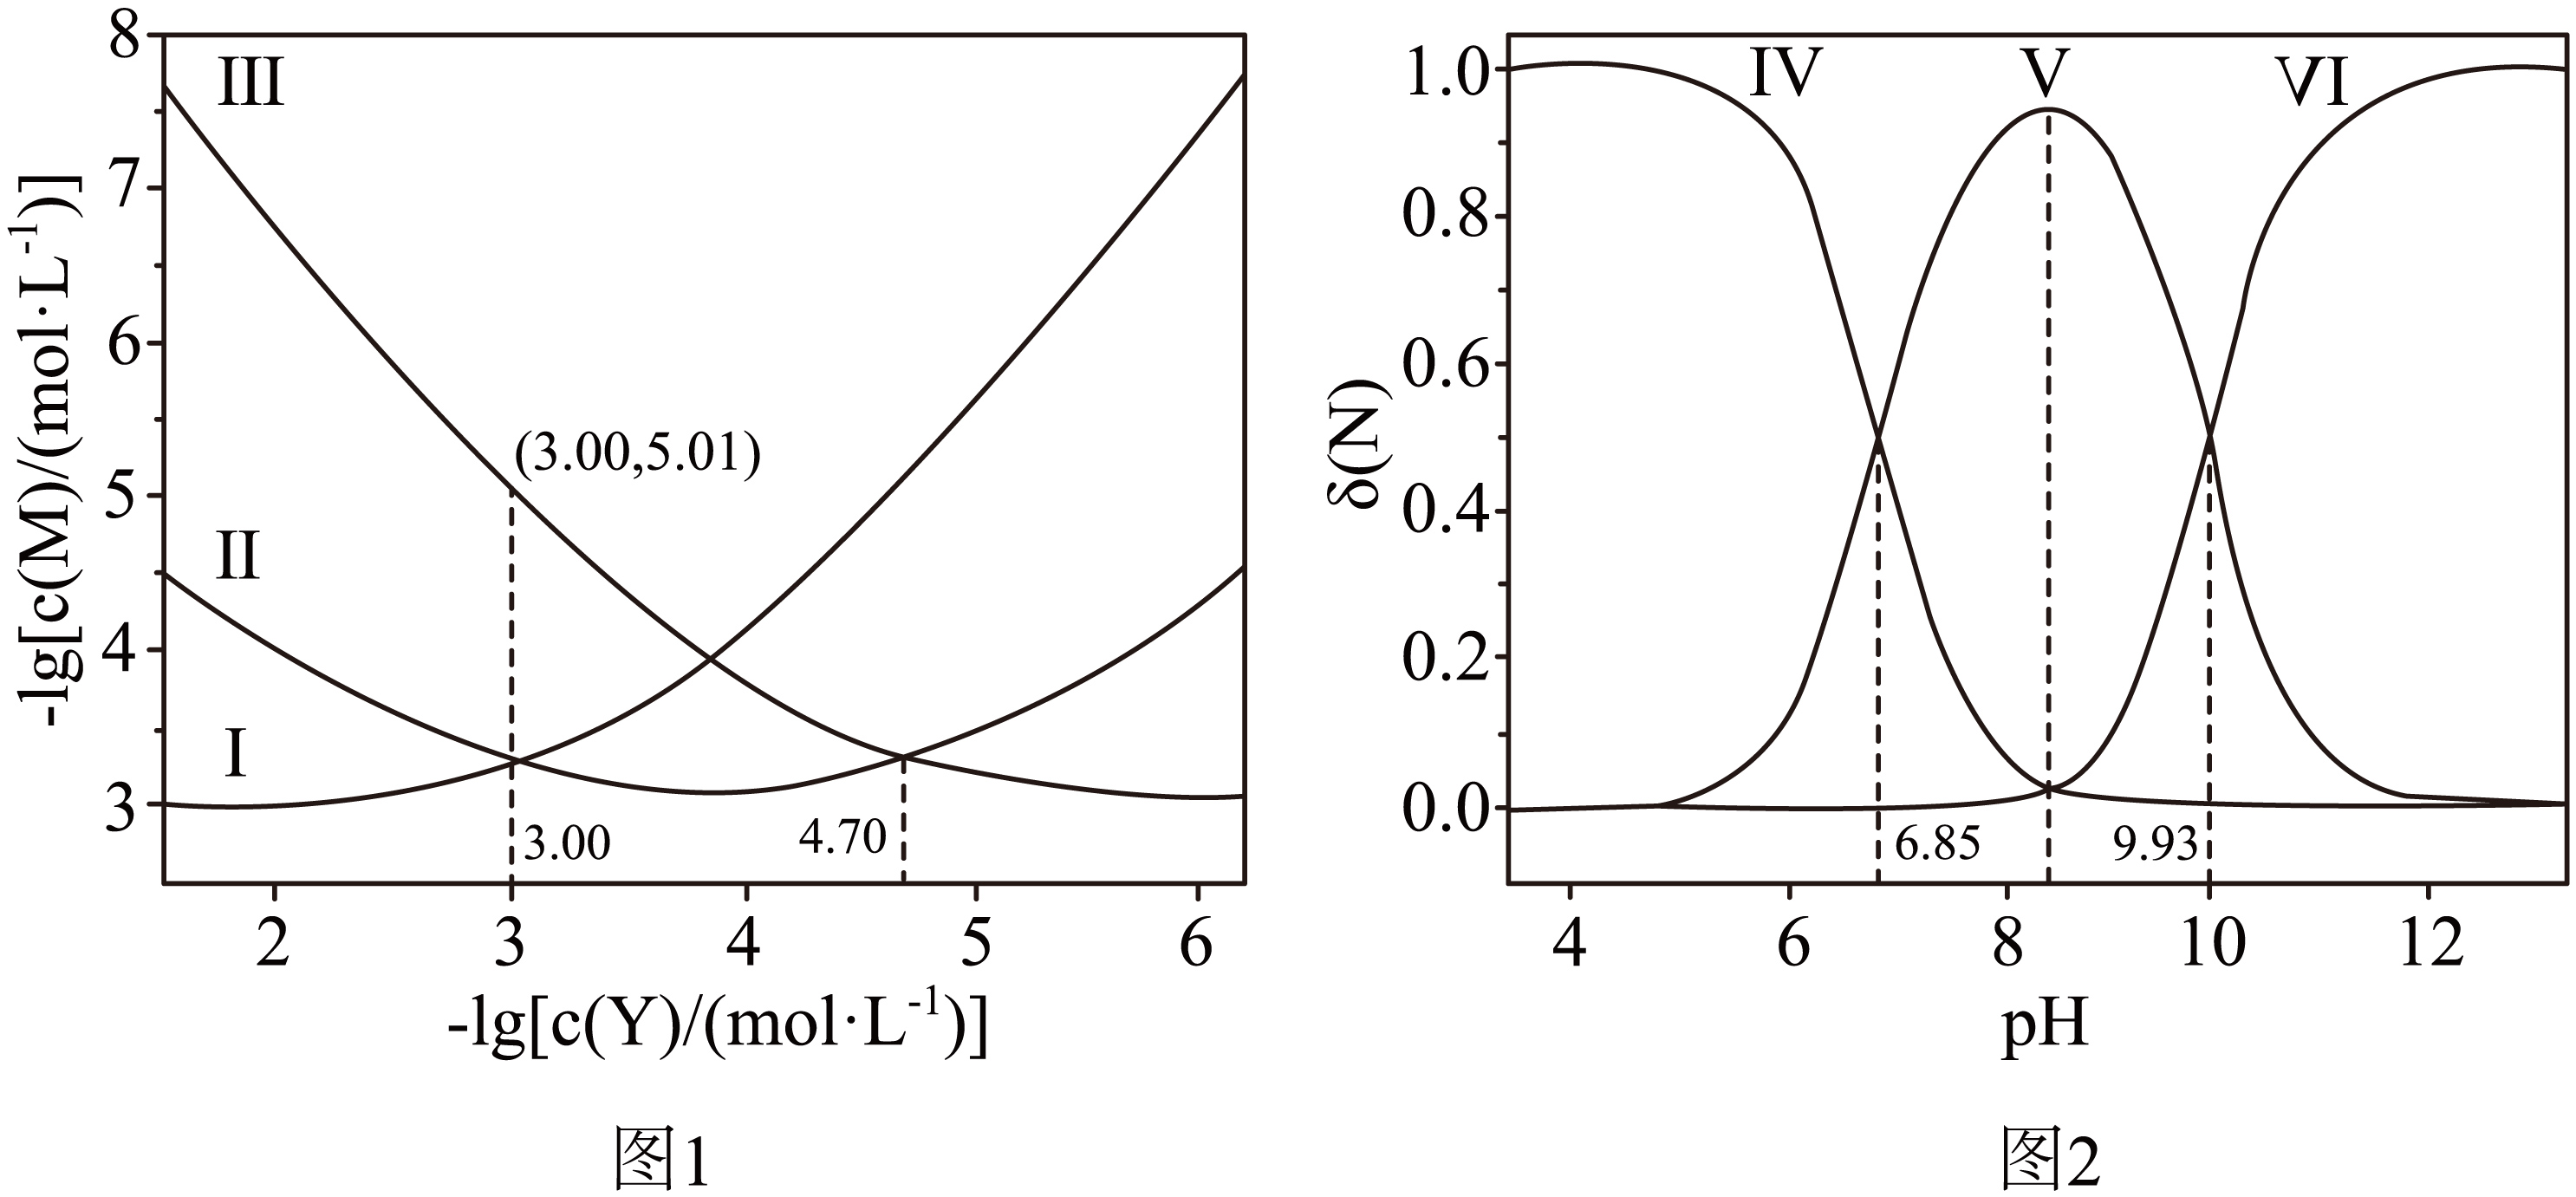 8
7
6
5
4
3
-lg[c(M)/(mol·L⁻¹)]
III
II
I
(3.00,5.01)
3.00
4.70
2
3
4
5
6
-lg[c(Y)/(mol·L⁻¹)]
图1
1.0
0.8
0.6
0.4
0.2
0.0
δ(N)
IV
V
VI
6.85
9.93
4
6
8
10
12
pH
图2